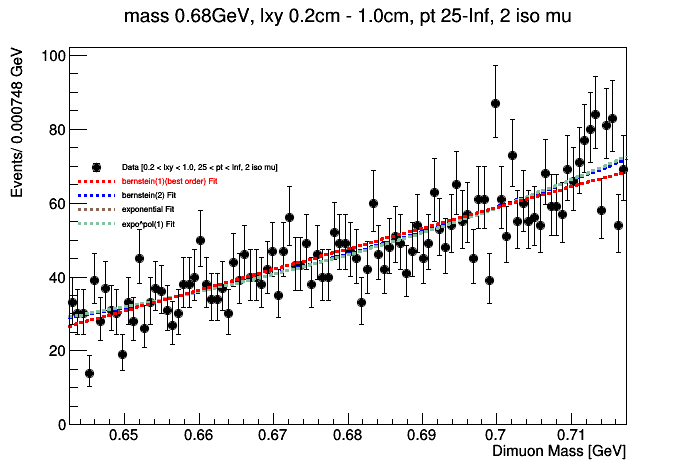 mass 0.68GeV, lxy 0.2cm - 1.0cm, pt 25-Inf, 2 iso mu
Events/ 0.000748 GeV
100
80
60
40
20
0
Data [0.2 < lxy < 1.0, 25 < pt < Inf, 2 iso mu]
bernstein(1)(best order) Fit
bernstein(2) Fit
exponential Fit
expo*pol(1) Fit
0.65 0.66 0.67 0.68 0.69 0.7 0.71
Dimuon Mass [GeV]